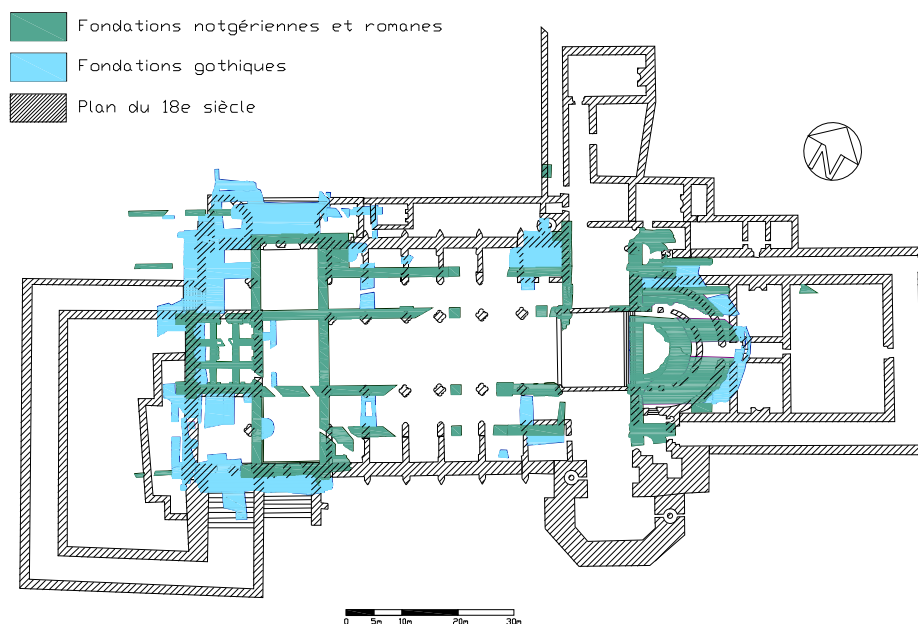 Fondations notgériennes et romanes
Fondations gothiques
Plan du 18e siècle
N
0 5m 10m 20m 30m